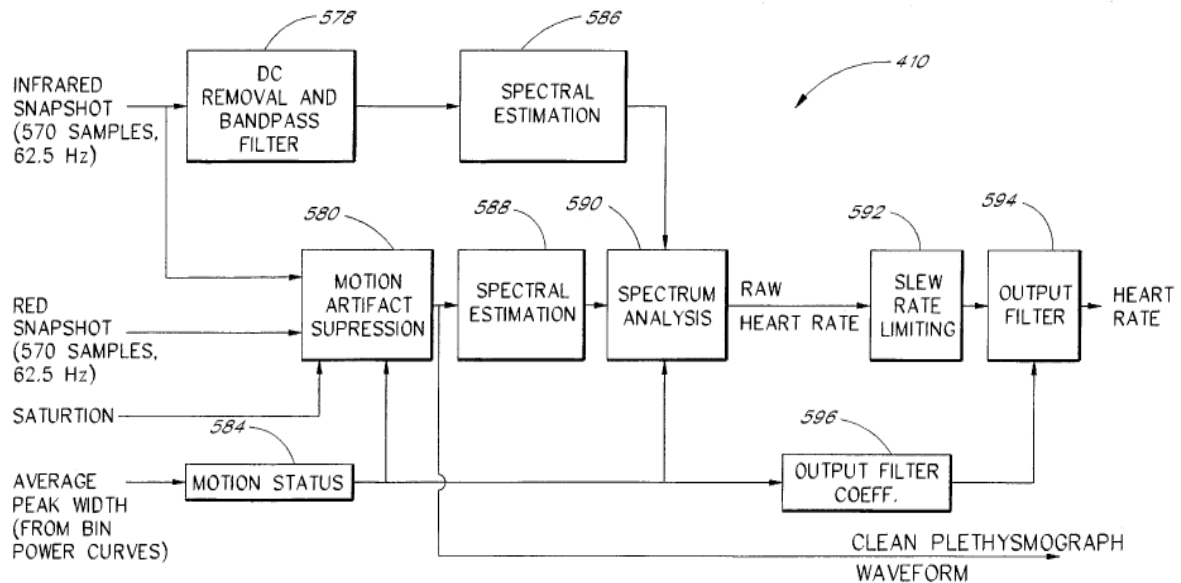 578
586
410
INFRARED
SNAPSHOT
(570 SAMPLES,
62.5 Hz)
DC
REMOVAL AND
BANDPASS
FILTER
SPECTRAL
ESTIMATION
580
588
590
592
594
MOTION
ARTIFACT
SUPRESSION
SPECTRAL
ESTIMATION
SPECTRUM
ANALYSIS
RAW
HEART RATE
SLEW
RATE
LIMITING
OUTPUT
FILTER
HEART
RATE
RED
SNAPSHOT
(570 SAMPLES,
62.5 Hz)
SATURTION
584
596
AVERAGE
PEAK WIDTH
(FROM BIN
POWER CURVES)
MOTION STATUS
OUTPUT FILTER
COEFF.
CLEAN PLETHYSMOGRAPH
WAVEFORM